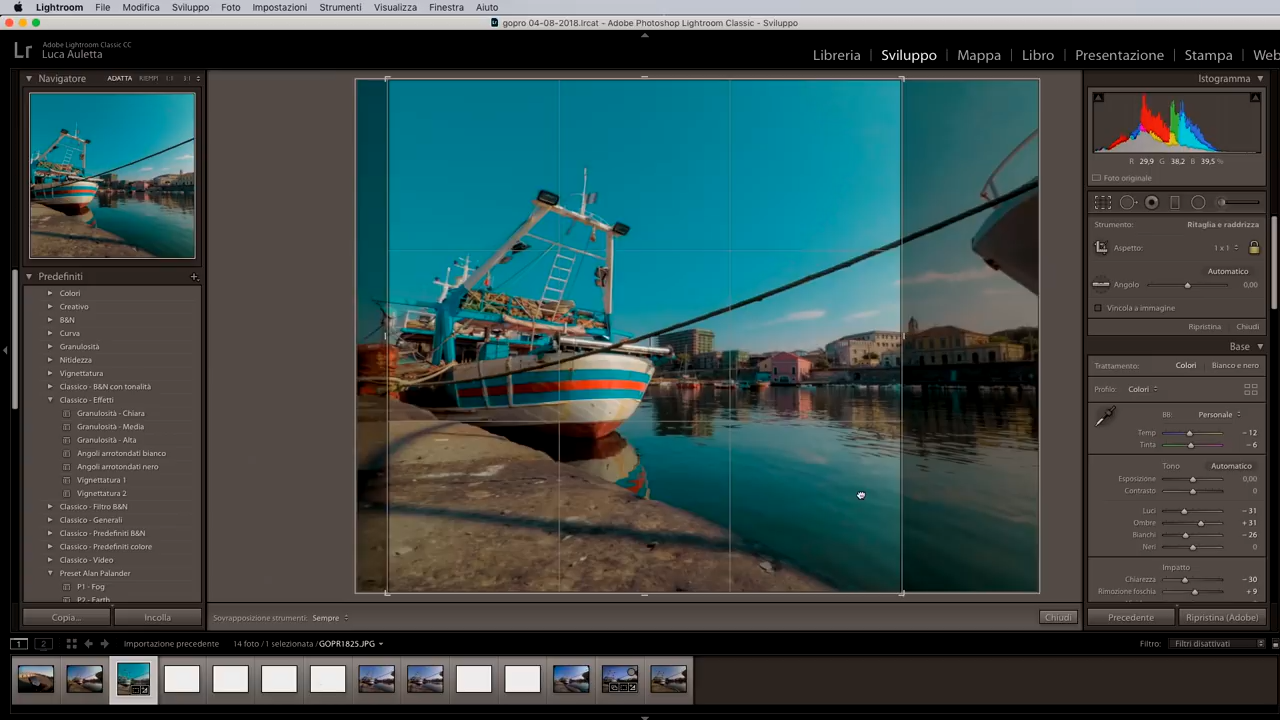 Lightroom File Modifica Sviluppo Foto Impostazioni Strumenti Visualizza Finestra Aiuto
gopro 04-08-2018.lrcat - Adobe Photoshop Lightroom Classic - Sviluppo
Lr Adobe Lightroom Classic CC
Luca Auletta
Libreria Sviluppo Mappa Libro Presentazione Stampa Web
Navigatore ADATTA RIEMPI 1:1 3:1
Istogramma
R 29,9 G 38,2 B 39,5 %
Foto originale
Strumento: Ritaglia e raddrizza
Aspetto: 1 x 1
Automatico
Angolo 0,00
Vincola a immagine
Ripristina Chiudi
Base
Trattamento: Colori Bianco e nero
Profilo: Colori
BB: Personale
Temp – 12
Tinta – 6
Tono Automatico
Esposizione 0,00
Contrasto 0
Luci – 31
Ombre + 31
Bianchi – 26
Neri 0
Impatto
Chiarezza – 30
Rimozione foschia + 9
Precedente Ripristina (Adobe)
Predefiniti
Colori
Creativo
B&N
Curva
Granulosità
Nitidezza
Vignettatura
Classico - B&N con tonalità
Classico - Effetti
Granulosità - Chiara
Granulosità - Media
Granulosità - Alta
Angoli arrotondati bianco
Angoli arrotondati nero
Vignettatura 1
Vignettatura 2
Classico - Filtro B&N
Classico - Generali
Classico - Predefiniti B&N
Classico - Predefiniti colore
Classico - Video
Preset Alan Palander
P1 - Fog
P2 - Earth
Copia... Incolla
Sovrapposizione strumenti: Sempre
Chiudi
1 2 Importazione precedente 14 foto / 1 selezionata / GOPR1825.JPG
Filtro: Filtri disattivati